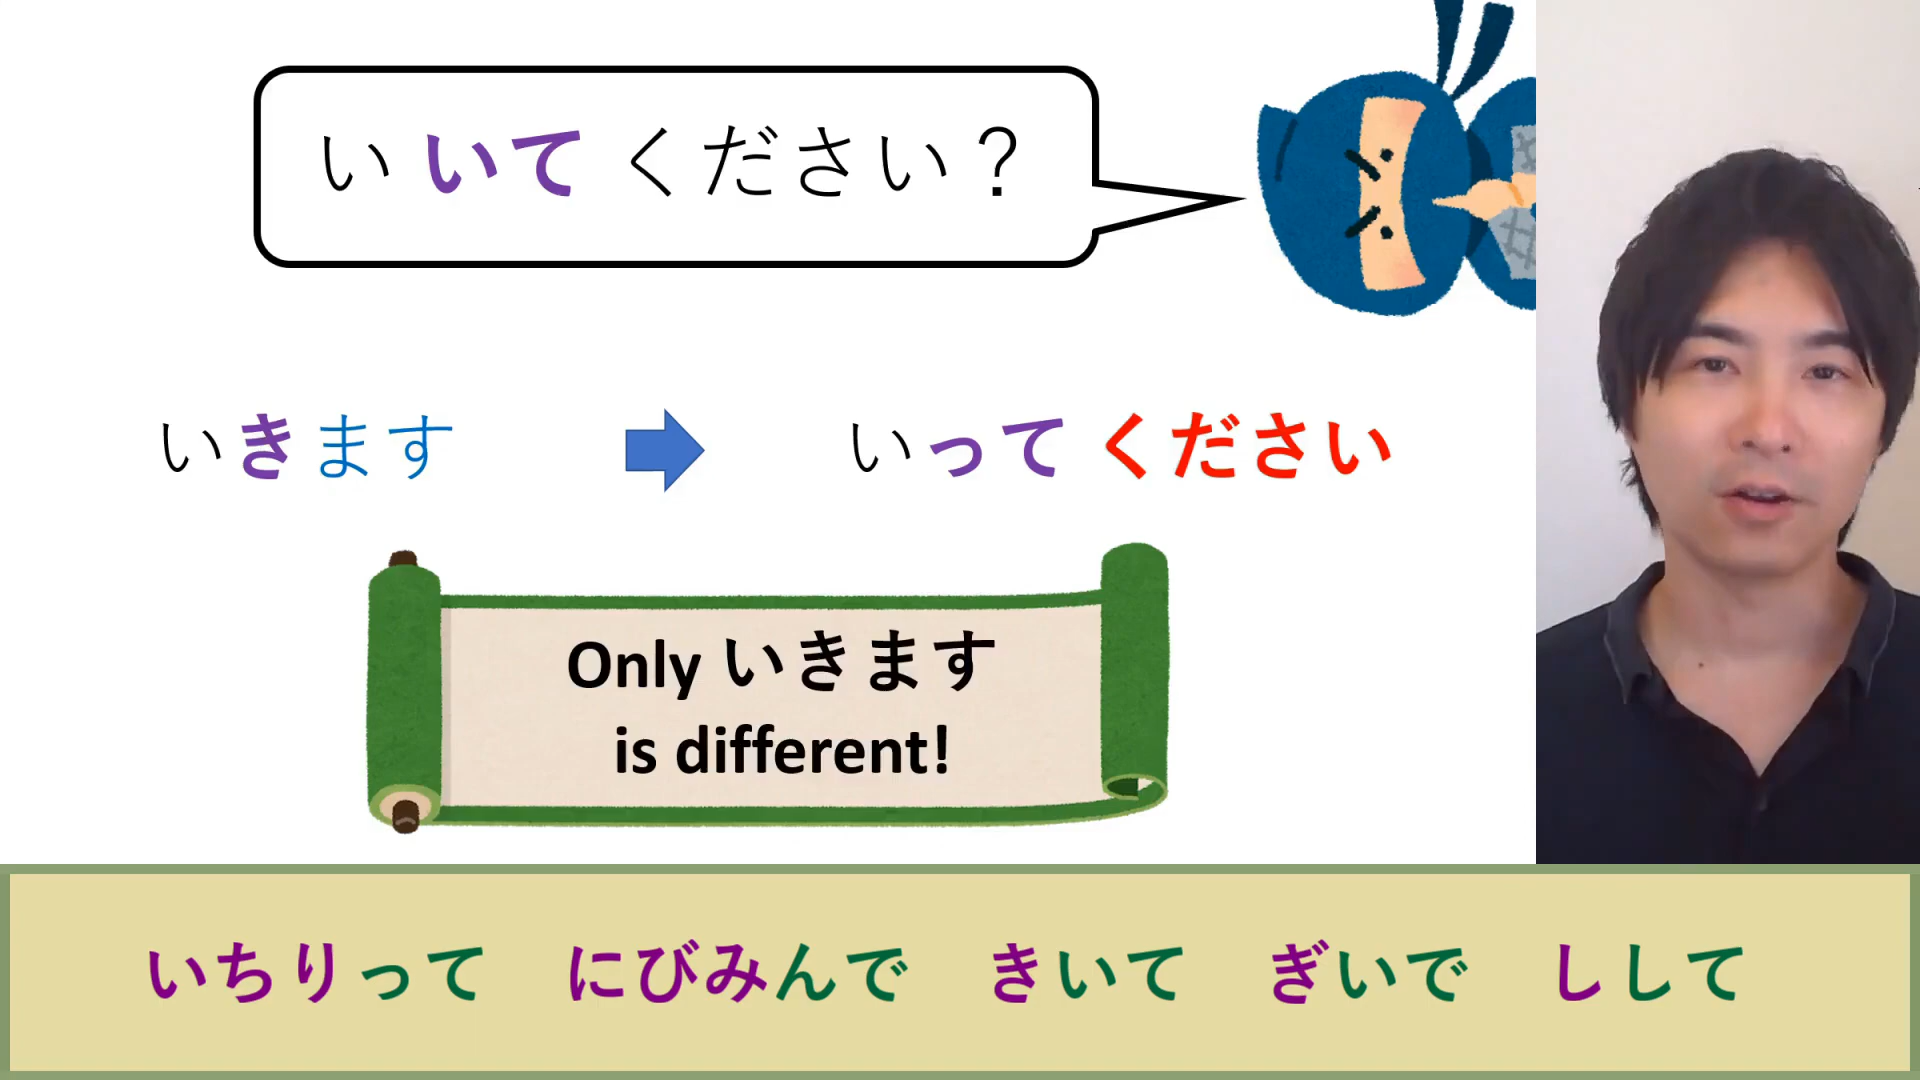 い いて ください？
いきます いって ください
Only いきます
is different!
いちりって にびみんで きいて ぎいで しして